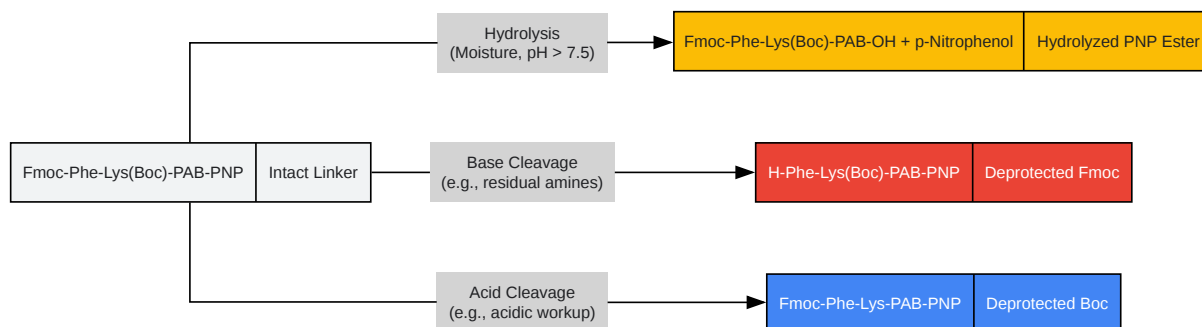 Hydrolysis
(Moisture, pH > 7.5)
Fmoc-Phe-Lys(Boc)-PAB-OH + p-Nitrophenol
Hydrolyzed PNP Ester
Fmoc-Phe-Lys(Boc)-PAB-PNP
Intact Linker
Base Cleavage
(e.g., residual amines)
H-Phe-Lys(Boc)-PAB-PNP
Deprotected Fmoc
Acid Cleavage
(e.g., acidic workup)
Fmoc-Phe-Lys-PAB-PNP
Deprotected Boc